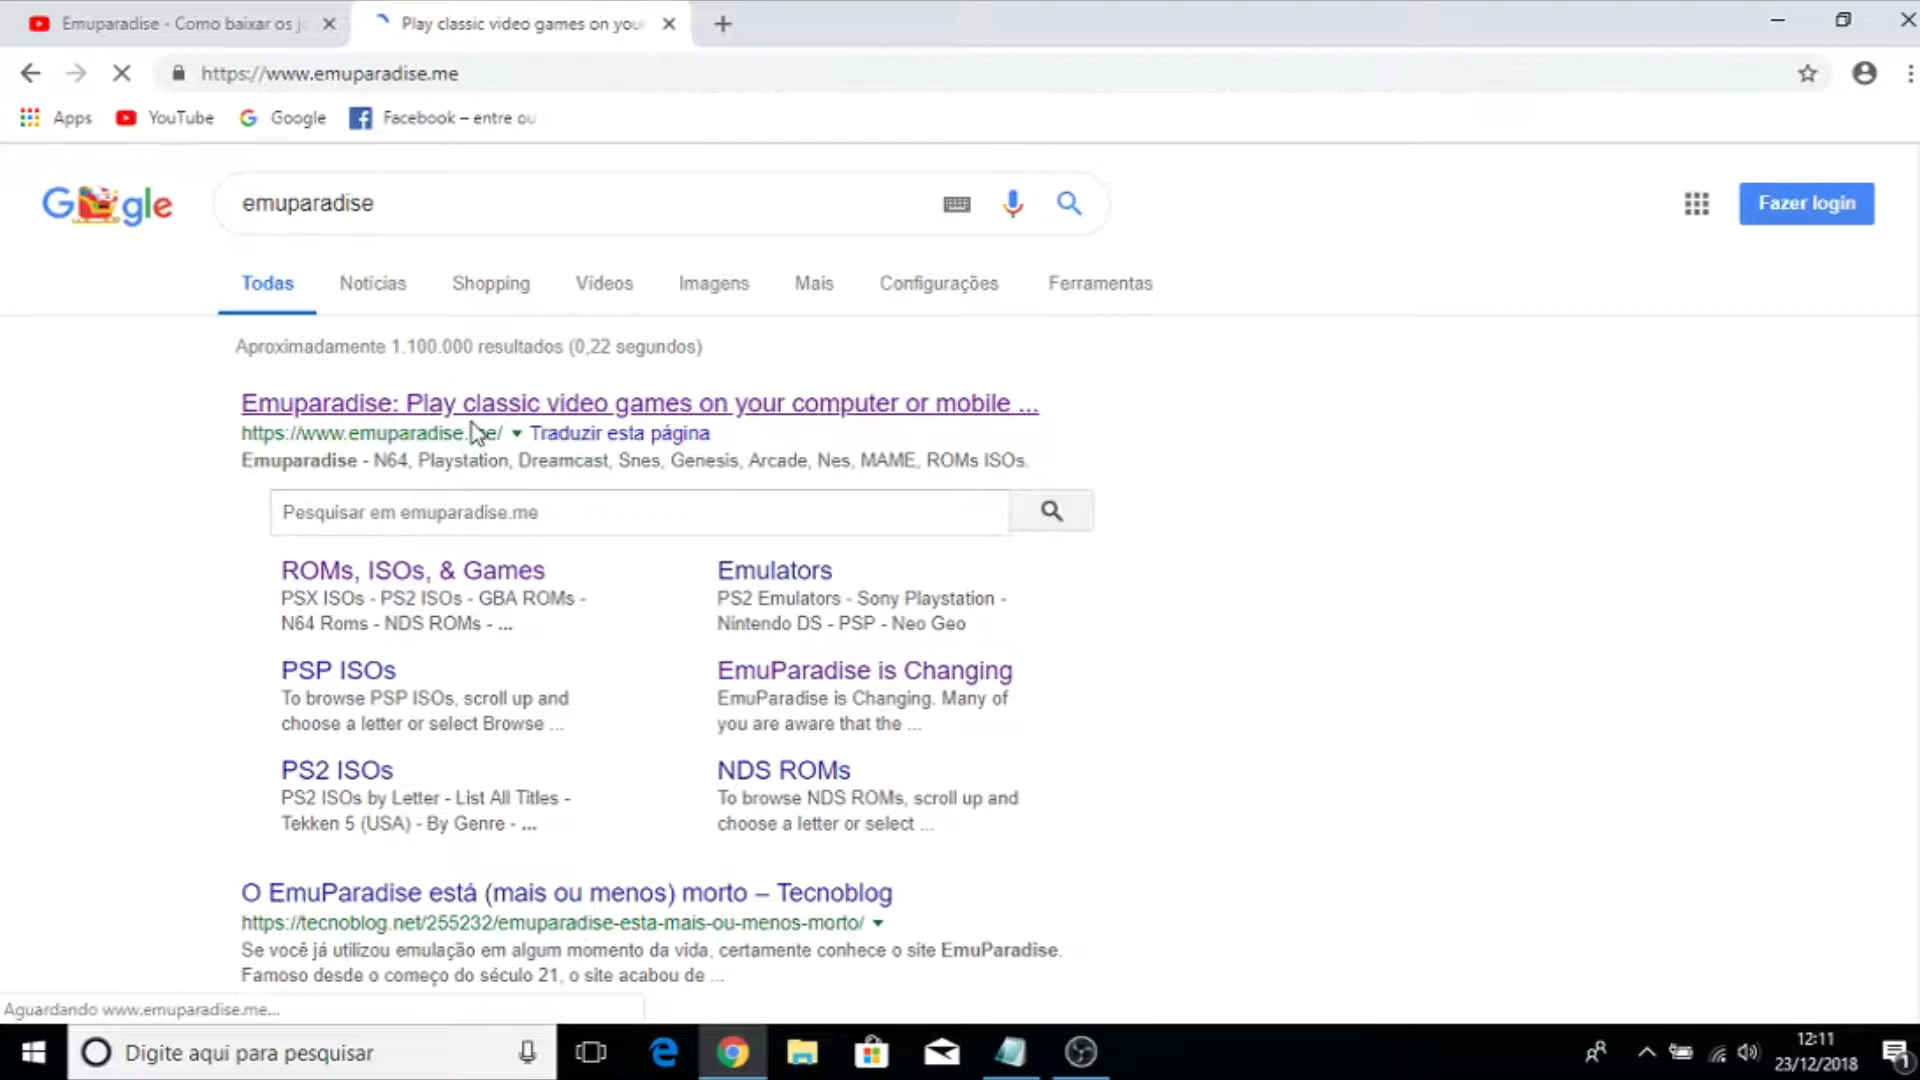 Emuparadise - Como baixar os j
Play classic video games on you
https://www.emuparadise.me
Apps YouTube Google Facebook – entre ou
Google
emuparadise
Fazer login
Todas Notícias Shopping Vídeos Imagens Mais Configurações Ferramentas
Aproximadamente 1.100.000 resultados (0,22 segundos)
Emuparadise: Play classic video games on your computer or mobile ...
https://www.emuparadise.me/ Traduzir esta página
Emuparadise - N64, Playstation, Dreamcast, Snes, Genesis, Arcade, Nes, MAME, ROMs ISOs.
Pesquisar em emuparadise.me
ROMs, ISOs, & Games
PSX ISOs - PS2 ISOs - GBA ROMs -
N64 Roms - NDS ROMs - ...
Emulators
PS2 Emulators - Sony Playstation -
Nintendo DS - PSP - Neo Geo
PSP ISOs
To browse PSP ISOs, scroll up and
choose a letter or select Browse ...
EmuParadise is Changing
EmuParadise is Changing. Many of
you are aware that the ...
PS2 ISOs
PS2 ISOs by Letter - List All Titles -
Tekken 5 (USA) - By Genre - ...
NDS ROMs
To browse NDS ROMs, scroll up and
choose a letter or select ...
O EmuParadise está (mais ou menos) morto – Tecnoblog
https://tecnoblog.net/255232/emuparadise-esta-mais-ou-menos-morto/
Se você já utilizou emulação em algum momento da vida, certamente conhece o site EmuParadise.
Famoso desde o começo do século 21, o site acabou de ...
Aguardando www.emuparadise.me...
Digite aqui para pesquisar
12:11
23/12/2018
1